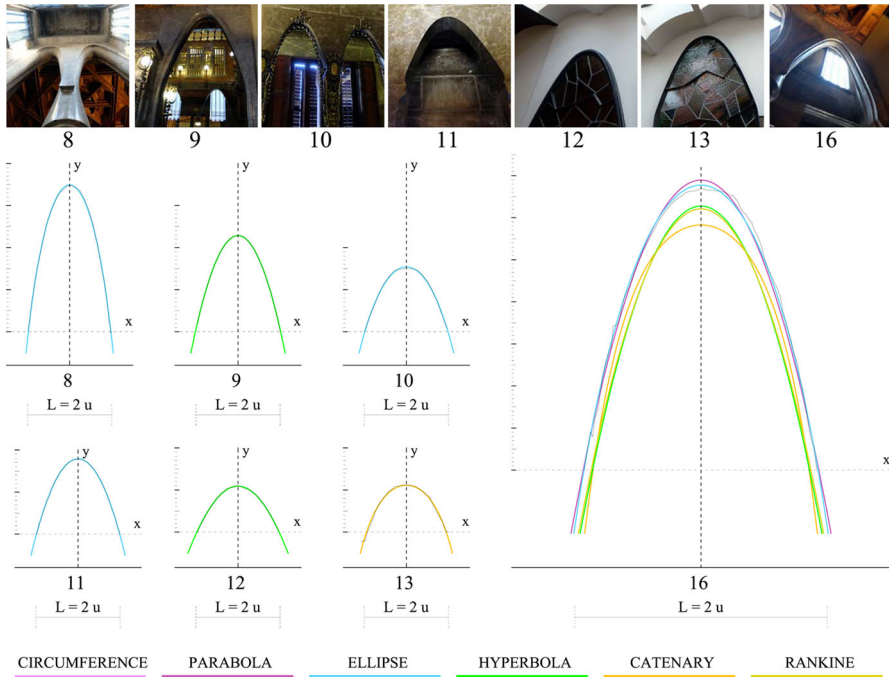 8 9 10 11 12 13 16
y
x
8
L = 2 u
y
x
9
L = 2 u
y
x
10
L = 2 u
y
x
11
L = 2 u
y
x
12
L = 2 u
y
x
13
L = 2 u
y
x
16
L = 2 u
CIRCUMFERENCE PARABOLA ELLIPSE HYPERBOLA CATENARY RANKINE